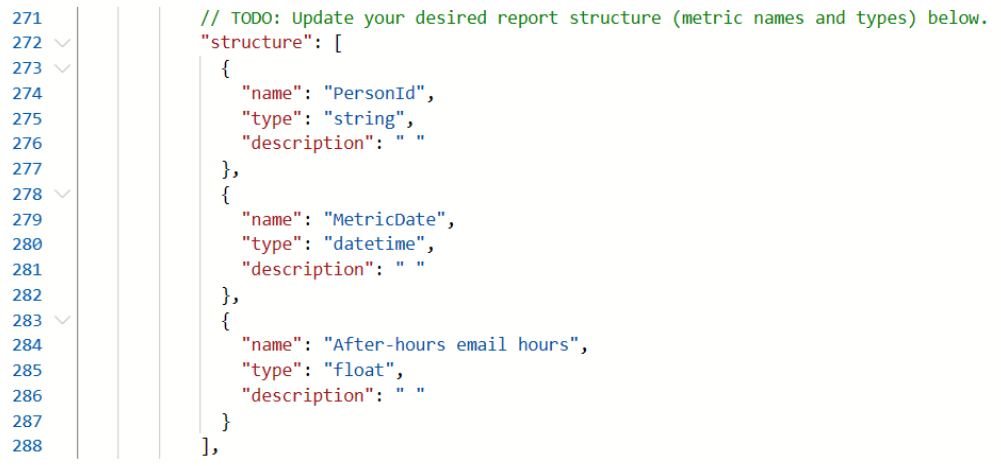 271 // TODO: Update your desired report structure (metric names and types) below.
272 "structure": [
273 {
274 "name": "PersonId",
275 "type": "string",
276 "description": " "
277 },
278 {
279 "name": "MetricDate",
280 "type": "datetime",
281 "description": " "
282 },
283 {
284 "name": "After-hours email hours",
285 "type": "float",
286 "description": " "
287 }
288 ],